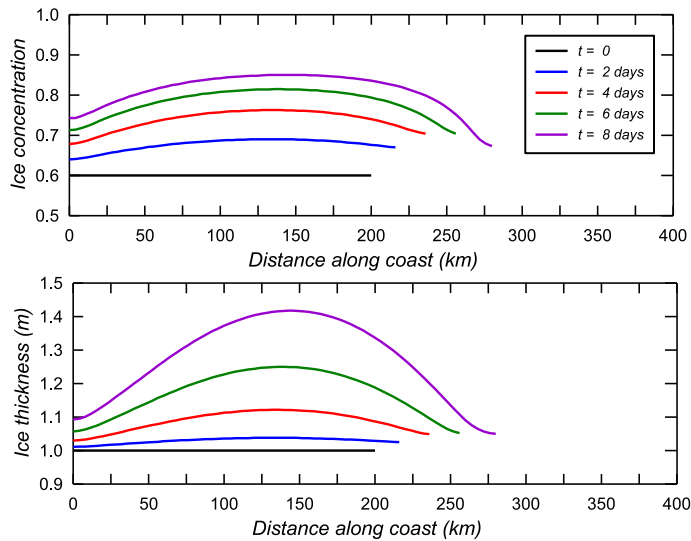 1.0
0.9
0.8
0.7
0.6
0.5
Ice concentration
t = 0
t = 2 days
t = 4 days
t = 6 days
t = 8 days
0 50 100 150 200 250 300 350 400
Distance along coast (km)
1.5
1.4
1.3
1.2
1.1
1.0
0.9
Ice thickness (m)
0 50 100 150 200 250 300 350 400
Distance along coast (km)